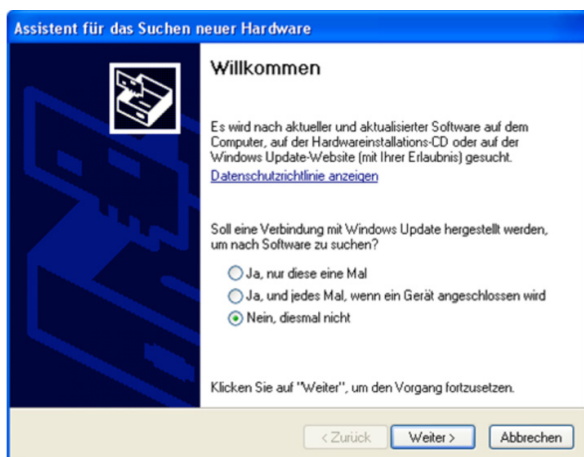 Assistent für das Suchen neuer Hardware
Willkommen
Es wird nach aktueller und aktualisierter Software auf dem
Computer, auf der Hardwareinstallations-CD oder auf der
Windows Update-Website (mit Ihrer Erlaubnis) gesucht.
Datenschutzrichtlinie anzeigen
Soll eine Verbindung mit Windows Update hergestellt werden,
um nach Software zu suchen?
Ja, nur diese eine Mal
Ja, und jedes Mal, wenn ein Gerät angeschlossen wird
Nein, diesmal nicht
Klicken Sie auf "Weiter", um den Vorgang fortzusetzen.
< Zurück Weiter > Abbrechen